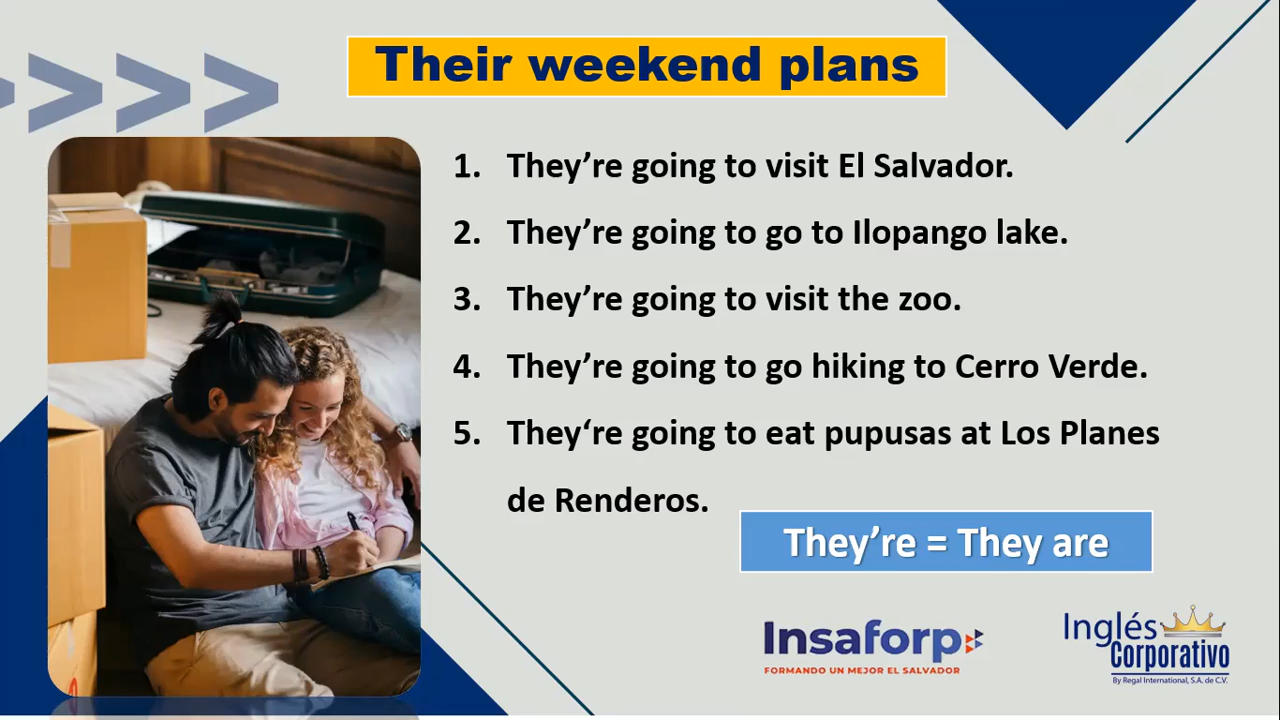 Their weekend plans
1. They’re going to visit El Salvador.
2. They’re going to go to Ilopango lake.
3. They’re going to visit the zoo.
4. They’re going to go hiking to Cerro Verde.
5. They‘re going to eat pupusas at Los Planes
de Renderos.
They’re = They are
Insaforp
FORMANDO UN MEJOR EL SALVADOR
Inglés
Corporativo
By Regal International, S.A. de C.V.